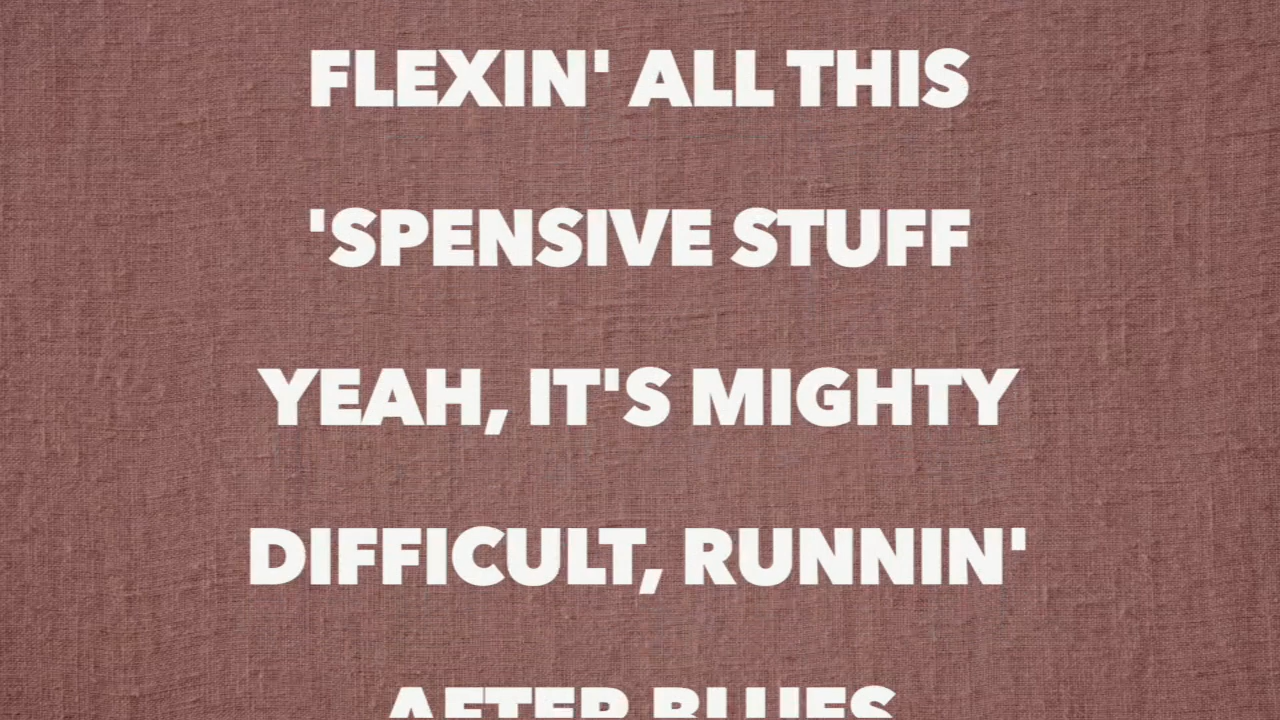 FLEXIN' ALL THIS
'SPENSIVE STUFF
YEAH, IT'S MIGHTY
DIFFICULT, RUNNIN'
AFTER BLUES